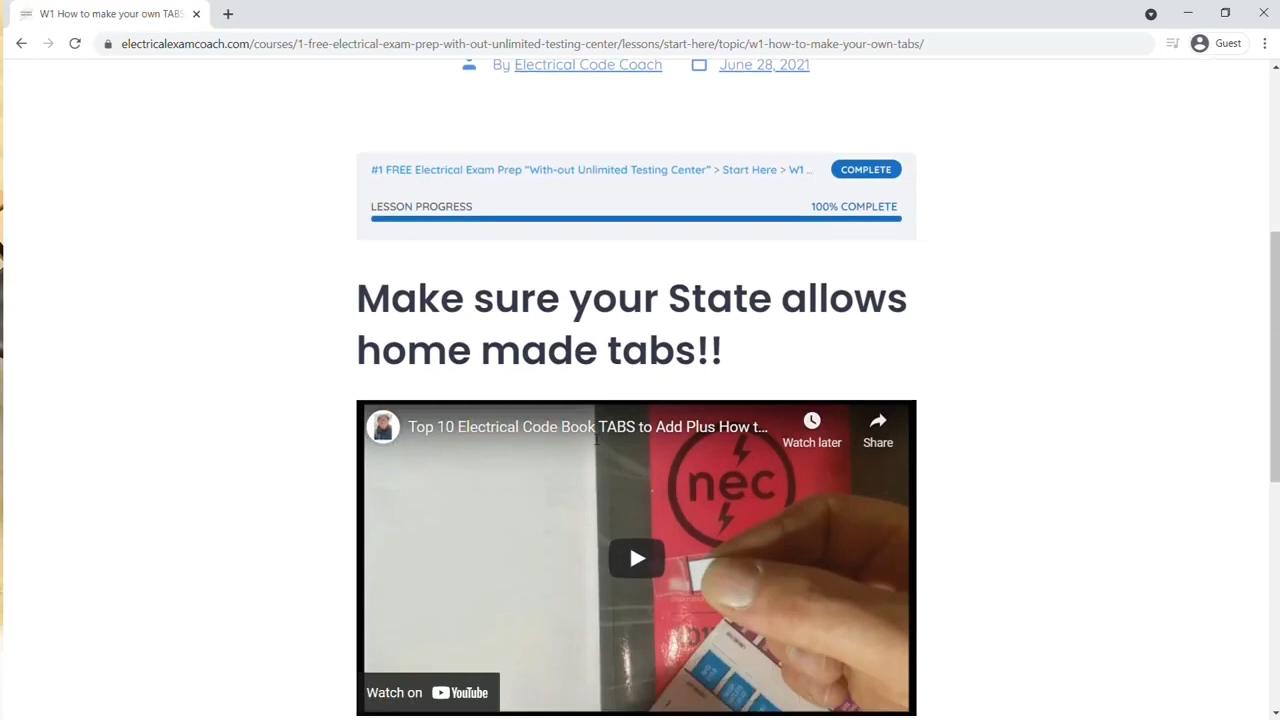 W1 How to make your own TABS
electricalexamcoach.com/courses/1-free-electrical-exam-prep-with-out-unlimited-testing-center/lessons/start-here/topic/w1-how-to-make-your-own-tabs/
Guest
By Electrical Code Coach June 28, 2021
#1 FREE Electrical Exam Prep “With-out Unlimited Testing Center” > Start Here > W1 ... COMPLETE
LESSON PROGRESS 100% COMPLETE
Make sure your State allows
home made tabs!!
Top 10 Electrical Code Book TABS to Add Plus How t...
Watch later
Share
nec
Watch on YouTube